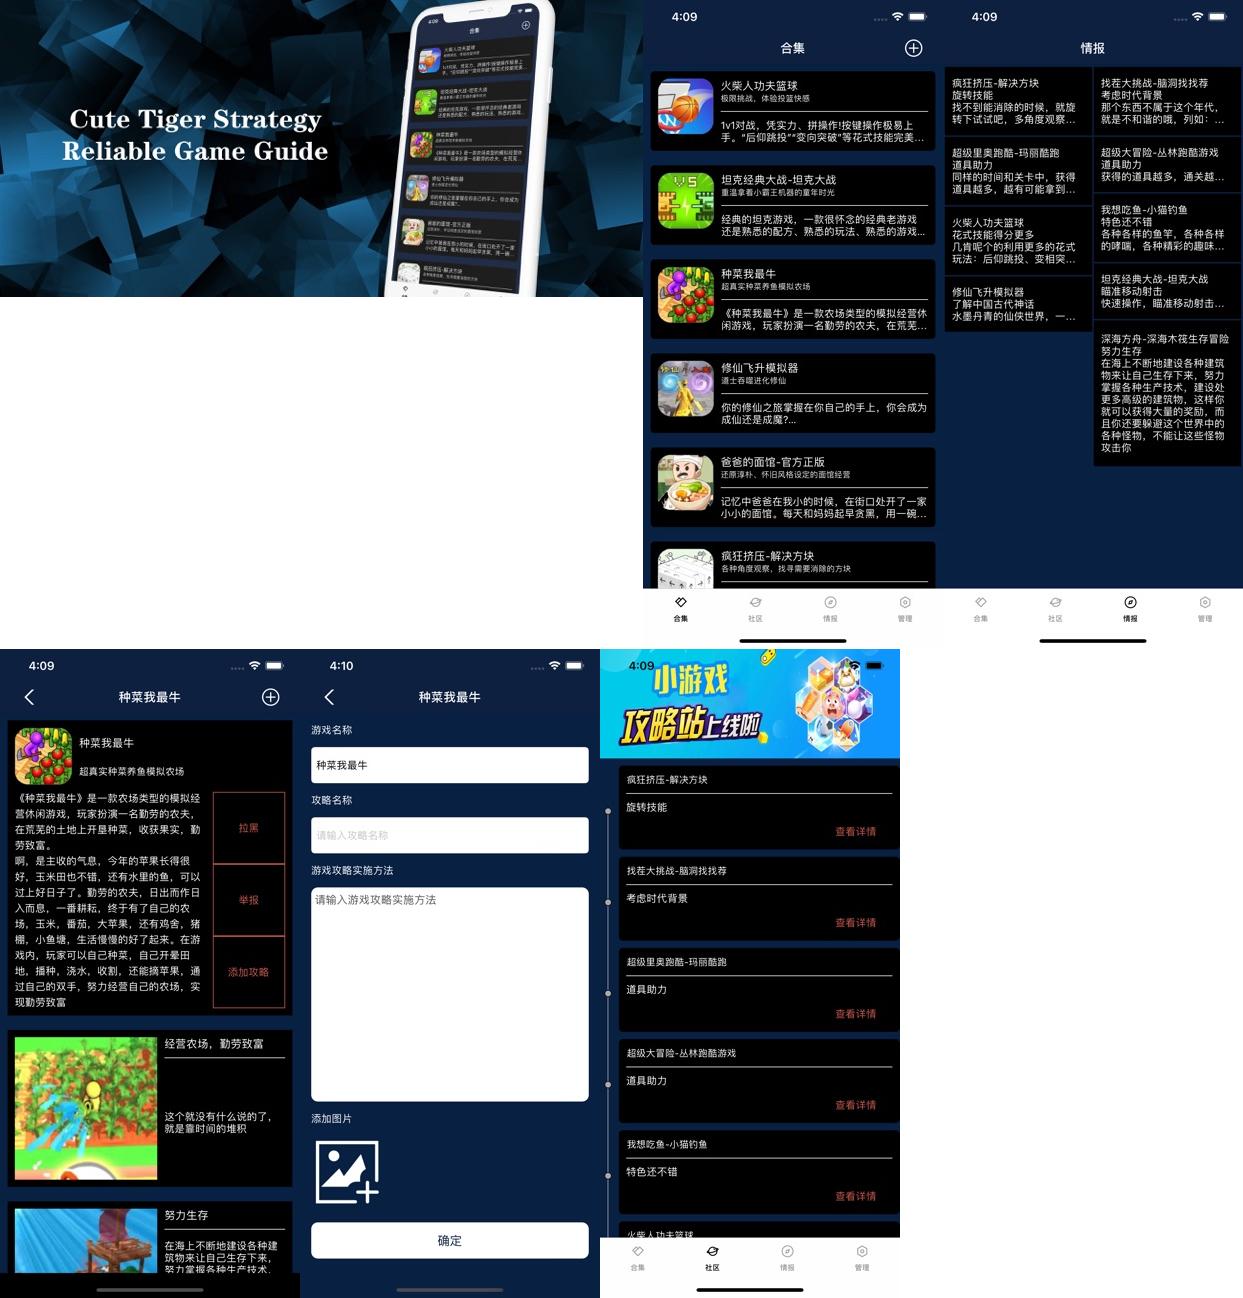 Cute Tiger Strategy
Reliable Game Guide
4:09
合集
火柴人功夫篮球
极限挑战，体验投篮快感
1v1对战，凭实力、拼操作!按键操作极易上
手。"后仰跳投""变向突破"等花式技能完美...
坦克经典大战-坦克大战
重温拿着小霸王机器的童年时光
经典的坦克游戏，一款很怀念的经典老游戏
还是熟悉的配方、熟悉的玩法、熟悉的游戏...
种菜我最牛
超真实种菜养鱼模拟农场
《种菜我最牛》是一款农场类型的模拟经营休
闲游戏，玩家扮演一名勤劳的农夫，在荒芜...
修仙飞升模拟器
道士吞噬进化修仙
你的修仙之旅掌握在你自己的手上，你会成为
成仙还是成魔?...
爸爸的面馆-官方正版
还原淳朴、怀旧风格设定的面馆经营
记忆中爸爸在我小的时候，在街口处开了一家
小小的面馆。每天和妈妈起早贪黑，用一碗...
疯狂挤压-解决方块
各种角度观察，找寻需要消除的方块
合集
社区
情报
管理
4:09
情报
疯狂挤压-解决方块
旋转技能
找不到能消除的时候，就旋
转下试试吧，多角度观察...
超级里奥跑酷-玛丽酷跑
道具助力
同样的时间和关卡中，获得
道具越多，越有可能拿到...
火柴人功夫篮球
花式技能得分更多
几肯呢个的利用更多的花式
玩法：后仰跳投、变相突...
修仙飞升模拟器
了解中国古代神话
水墨丹青的仙侠世界，一...
找茬大挑战-脑洞找找荐
考虑时代背景
那个东西不属于这个年代，
就是不和谐的哦，列如：...
超级大冒险-丛林跑酷游戏
道具助力
获得的道具越多，通关越...
我想吃鱼-小猫钓鱼
特色还不错
各种各样的鱼竿，各种各样
的哮喘，各种精彩的趣味...
坦克经典大战-坦克大战
瞄准移动射击
快速操作，瞄准移动射击...
深海方舟-深海木筏生存冒险
努力生存
在海上不断地建设各种建筑
物来让自己生存下来，努力
掌握各种生产技术，建设处
更多高级的建筑物，这样你
就可以获得大量的奖励，而
且你还要躲避这个世界中的
各种怪物，不能让这些怪物
攻击你
合集
社区
情报
管理
4:09
种菜我最牛
种菜我最牛
超真实种菜养鱼模拟农场
《种菜我最牛》是一款农场类型的模拟经
营休闲游戏，玩家扮演一名勤劳的农夫，
在荒芜的土地上开垦种菜，收获果实，勤
劳致富。
啊，是主收的气息，今年的苹果长得很
好，玉米田也不错，还有水里的鱼，可以
过上好日子了。勤劳的农夫，日出而作日
入而息，一番耕耘，终于有了自己的农
场，玉米，番茄，大苹果，还有鸡舍，猪
棚，小鱼塘，生活慢慢的好了起来。在游
戏内，玩家可以自己种菜，自己开晕田
地，播种，浇水，收割，还能摘苹果，通
过自己的双手，努力经营自己的农场，实
现勤劳致富
拉黑
举报
添加攻略
经营农场，勤劳致富
这个就没有什么说的了，
就是靠时间的堆积
努力生存
在海上不断地建设各种建
筑物来让自己生存下来，
努力掌握各种生产技术，
4:10
种菜我最牛
游戏名称
种菜我最牛
攻略名称
请输入攻略名称
游戏攻略实施方法
请输入游戏攻略实施方法
添加图片
确定
4:09
小游戏
攻略站上线啦
疯狂挤压-解决方块
旋转技能
查看详情
找茬大挑战-脑洞找找荐
考虑时代背景
查看详情
超级里奥跑酷-玛丽酷跑
道具助力
查看详情
超级大冒险-丛林跑酷游戏
道具助力
查看详情
我想吃鱼-小猫钓鱼
特色还不错
查看详情
火柴人功夫篮球
合集
社区
情报
管理